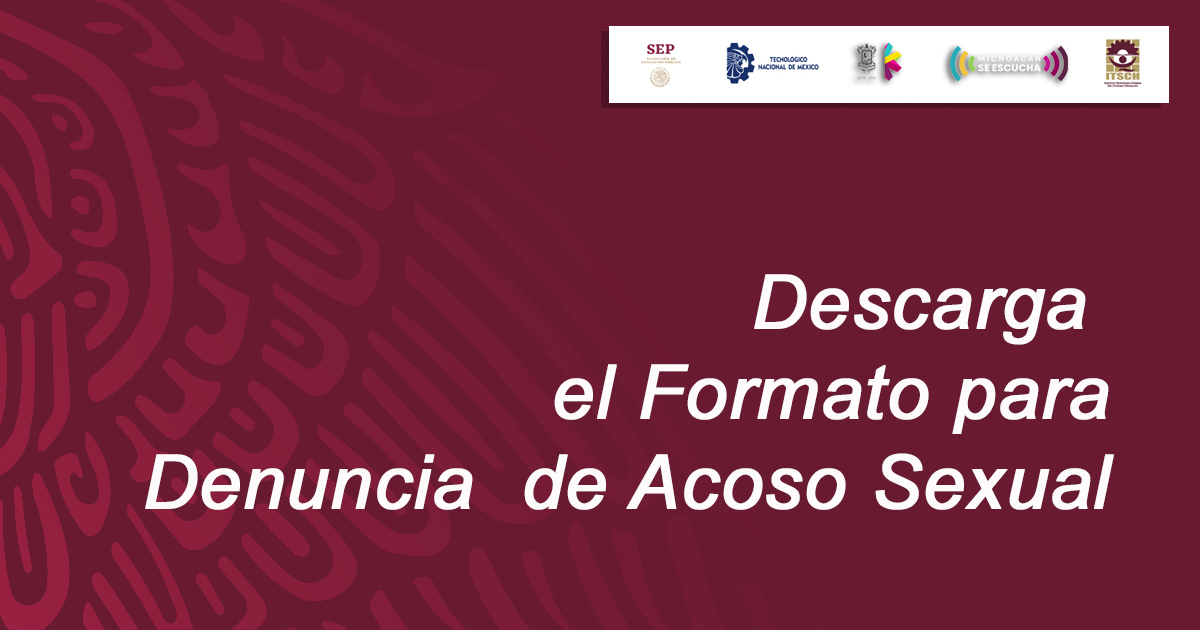 SEP
SECRETARÍA DE
EDUCACIÓN PÚBLICA
TECNOLÓGICO
NACIONAL DE MÉXICO
MICHOACÁN
SE ESCUCHA
ITSCH
Descarga
el Formato para
Denuncia de Acoso Sexual